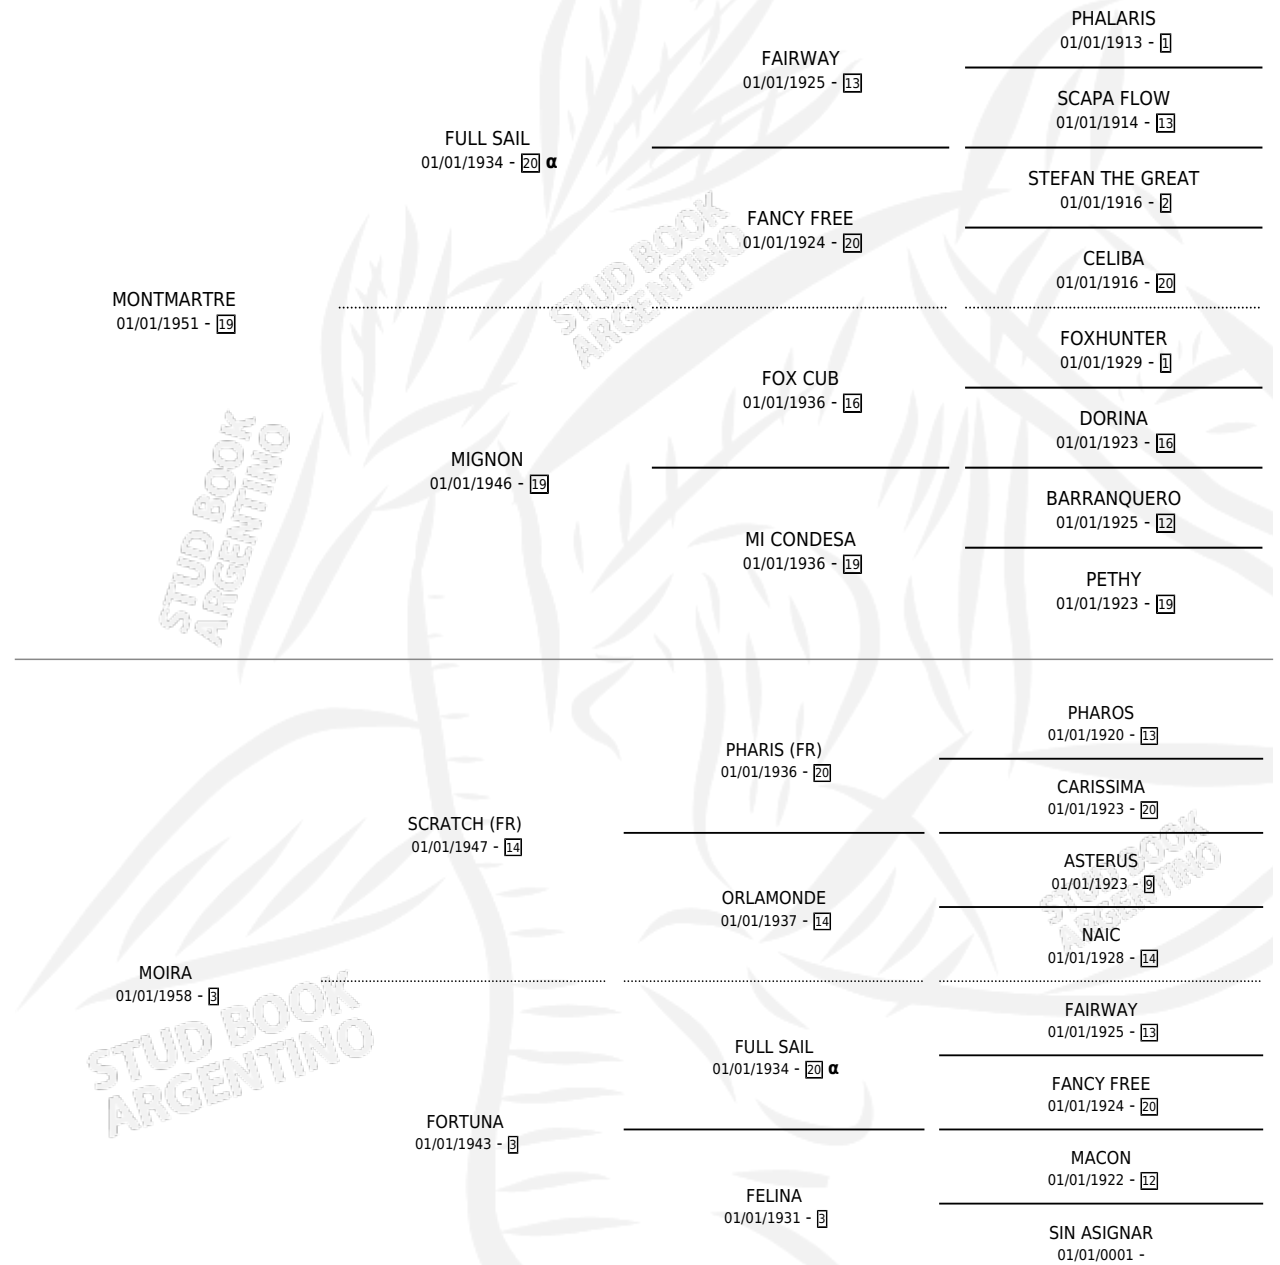 PHALARIS
01/01/1913 - 1
FAIRWAY
01/01/1925 - 13
SCAPA FLOW
01/01/1914 - 13
FULL SAIL
01/01/1934 - 20 α
STEFAN THE GREAT
01/01/1916 - 2
FANCY FREE
01/01/1924 - 20
STUD BOOK
ARGENTINO
CELIBA
01/01/1916 - 20
MONTMARTRE
01/01/1951 - 19
FOXHUNTER
01/01/1929 - 1
FOX CUB
01/01/1936 - 16
DORINA
01/01/1923 - 16
MIGNON
01/01/1946 - 19
BARRANQUERO
01/01/1925 - 12
MI CONDESA
01/01/1936 - 19
STUD BOOK
ARGENTINO
PETHY
01/01/1923 - 19
PHAROS
01/01/1920 - 13
PHARIS (FR)
01/01/1936 - 20
CARISSIMA
01/01/1923 - 20
SCRATCH (FR)
01/01/1947 - 14
ASTERUS
01/01/1923 - 9
STUD BOOK
ARGENTINO
ORLAMONDE
01/01/1937 - 14
NAIC
01/01/1928 - 14
MOIRA
01/01/1958 - 3
STUD BOOK
ARGENTINO
FAIRWAY
01/01/1925 - 13
FULL SAIL
01/01/1934 - 20 α
FANCY FREE
01/01/1924 - 20
FORTUNA
01/01/1943 - 3
MACON
01/01/1922 - 12
FELINA
01/01/1931 - 3
SIN ASIGNAR
01/01/0001 -